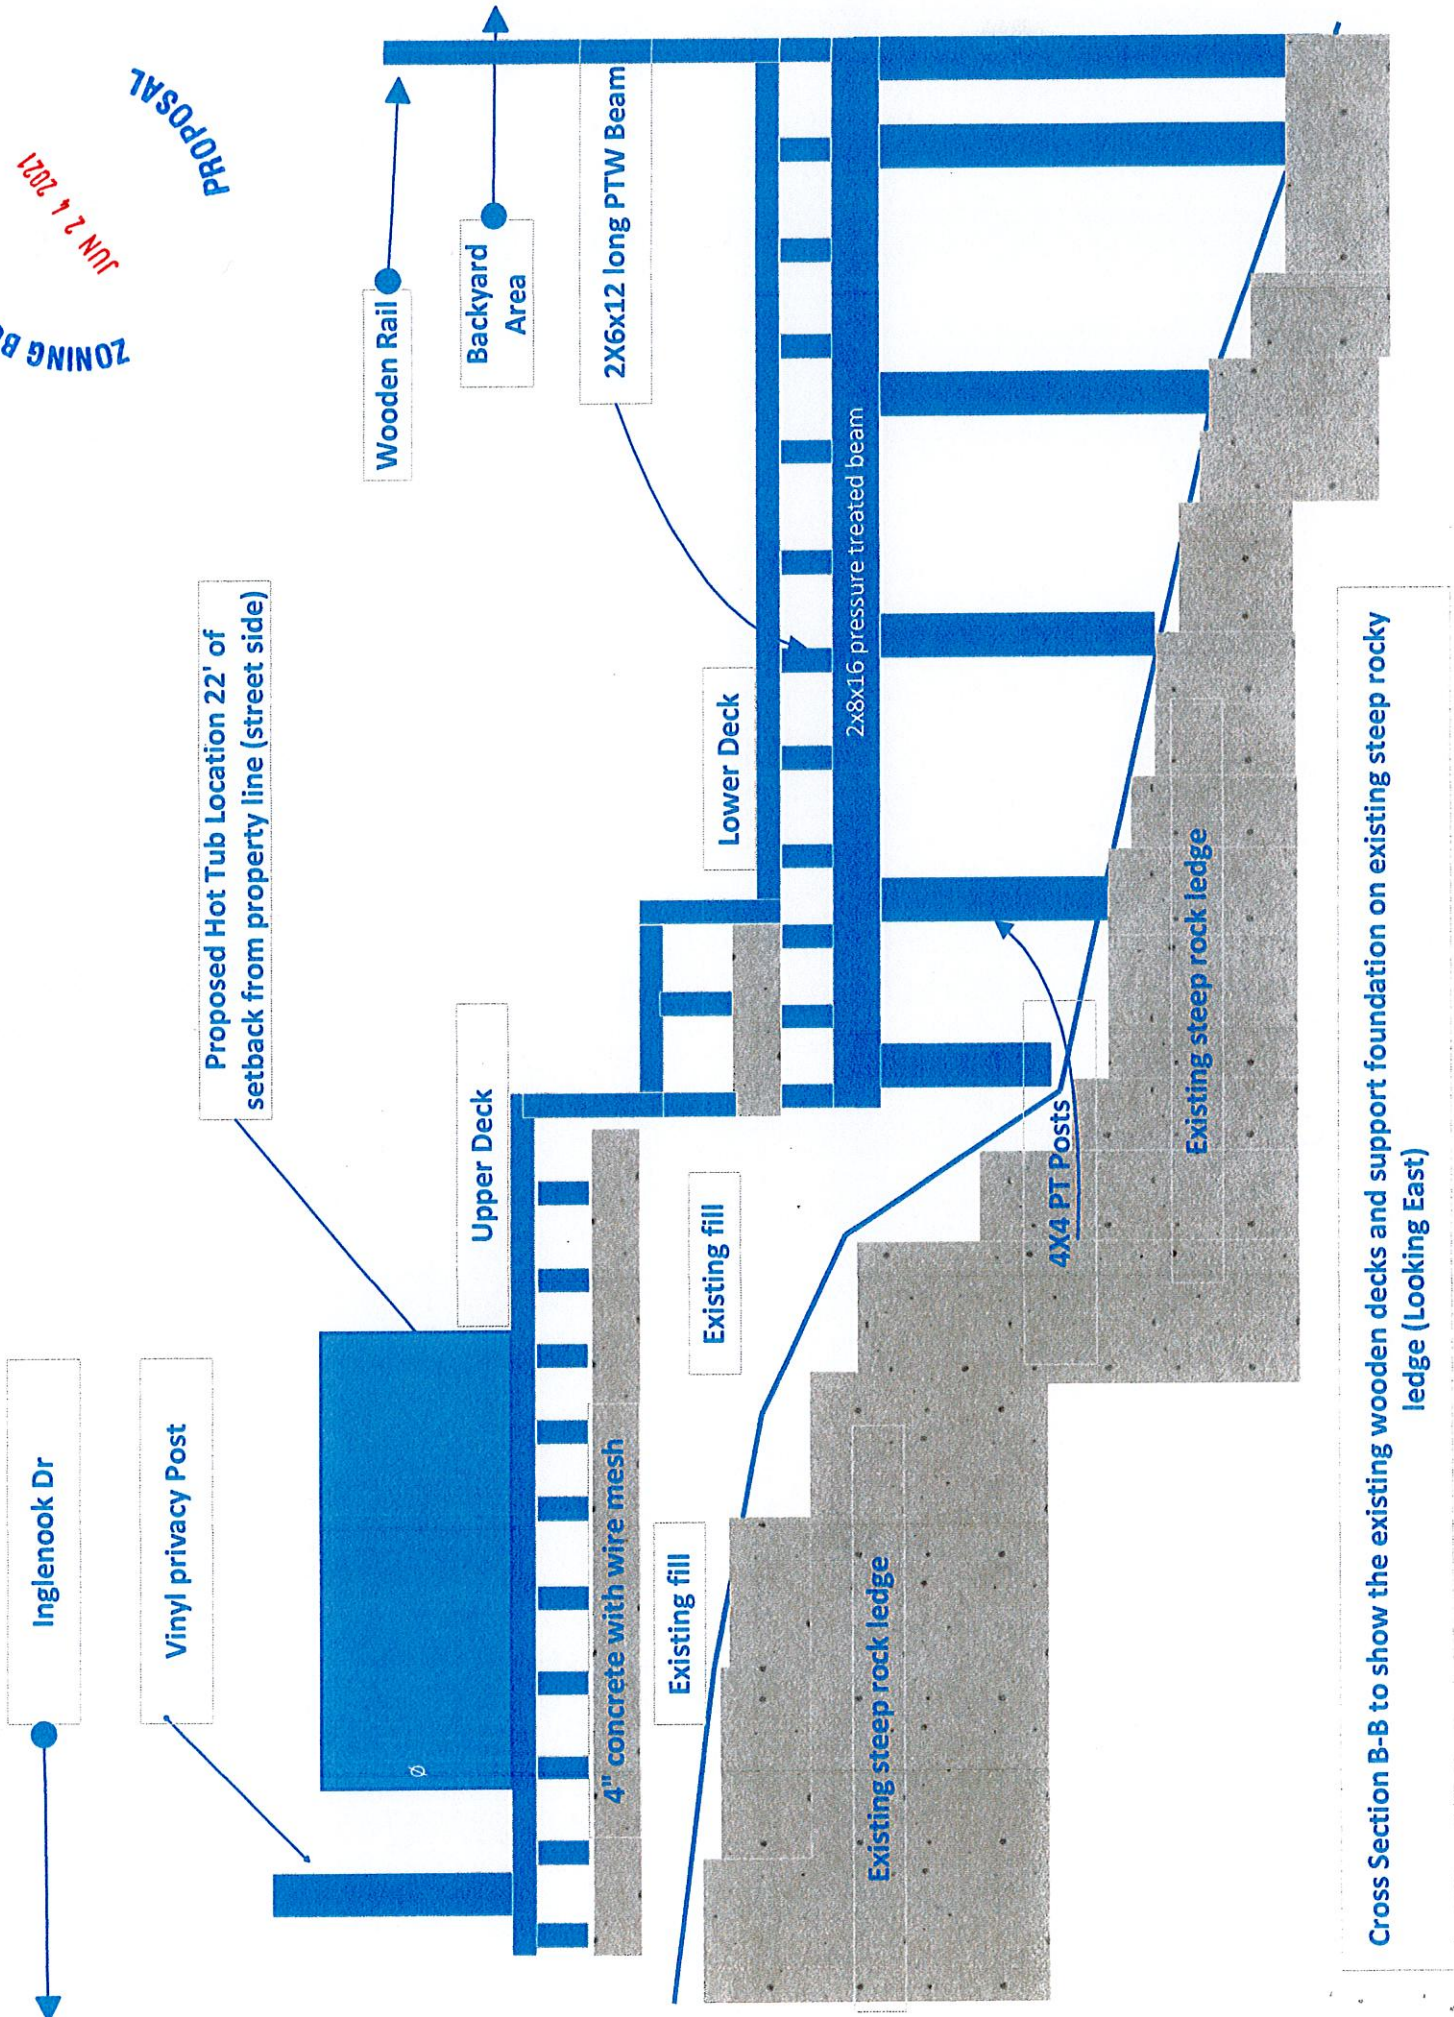 PROPOSAL
JUN 24 2021
ZONING
Inglenook Dr
Vinyl privacy Post
Proposed Hot Tub Location 22' of
setback from property line (street side)
Wooden Rail
Backyard
Area
Upper Deck
2X6x12 long PTW Beam
4" concrete with wire mesh
Lower Deck
Existing fill
Existing fill
2x8x16 pressure treated beam
Existing steep rock ledge
4X4 PT Posts
Existing steep rock ledge
Cross Section B-B to show the existing wooden decks and support foundation on existing steep rocky
ledge (Looking East)